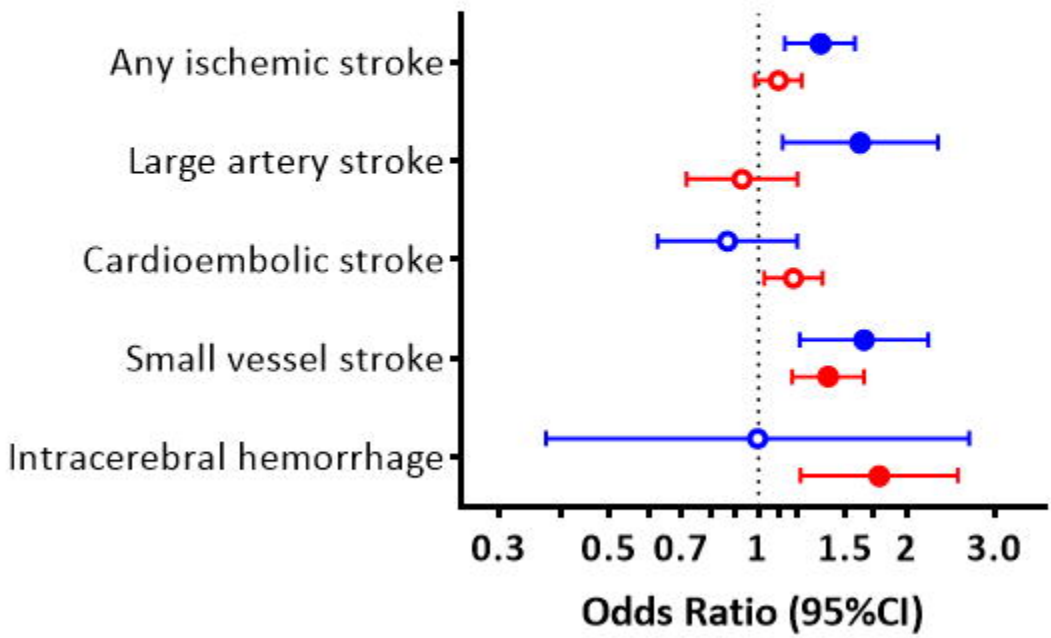 Any ischemic stroke
Large artery stroke
Cardioembolic stroke
Small vessel stroke
Intracerebral hemorrhage
0.3 0.5 0.7 1 1.5 2 3.0
Odds Ratio (95%CI)